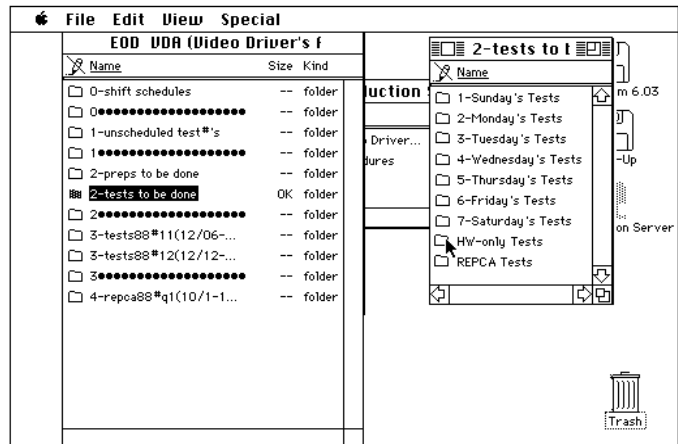 File Edit View Special
EOD VDA (Video Driver's f
Name Size Kind
0-shift schedules -- folder
0●●●●●●●●●●●●●●●●●●● -- folder
1-unscheduled test#'s -- folder
1●●●●●●●●●●●●●●●●●●● -- folder
2-preps to be done -- folder
2-tests to be done 0K folder
2●●●●●●●●●●●●●●●●●●● -- folder
3-tests88#11(12/06-... -- folder
3-tests88#12(12/12-... -- folder
3●●●●●●●●●●●●●●●●●●● -- folder
4-repca88#q1(10/1-1... -- folder
uction
Driver...
dures
2-tests to b
Name
1-Sunday's Tests
2-Monday's Tests
3-Tuesday's Tests
4-Wednesday's Tests
5-Thursday's Tests
6-Friday's Tests
7-Saturday's Tests
HW-only Tests
REPCA Tests
m 6.03
-Up
on Server
Trash